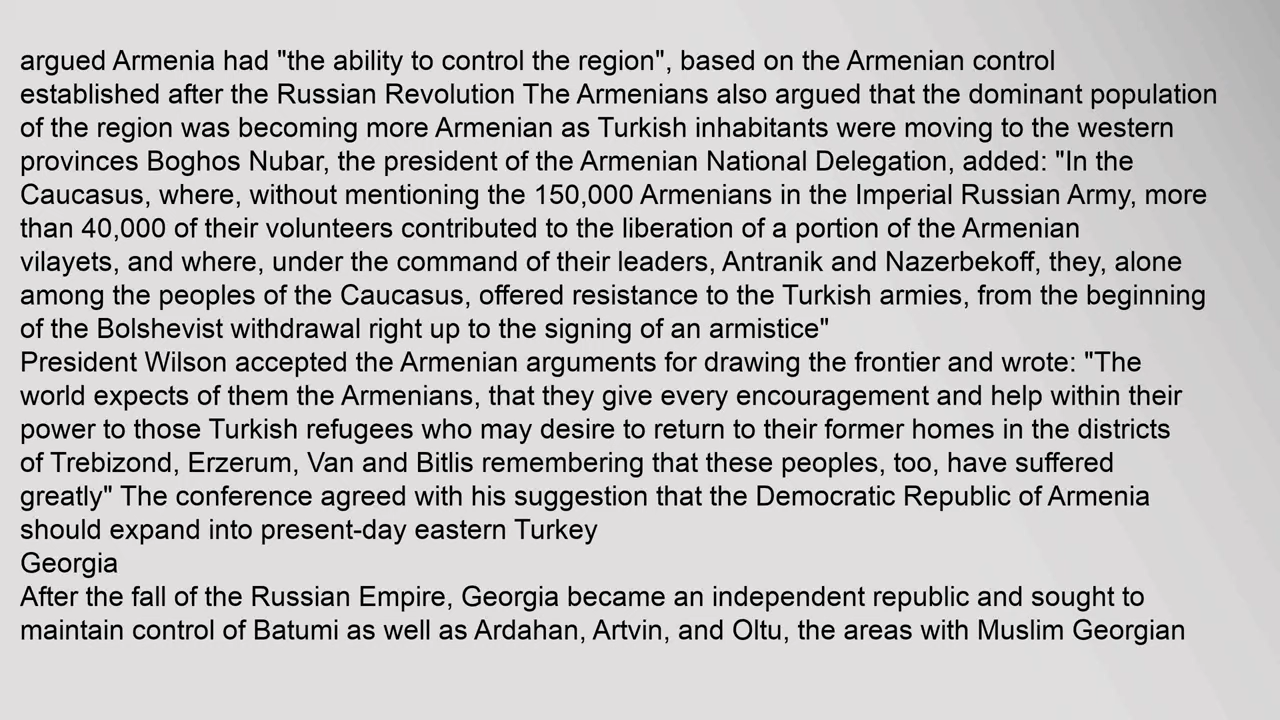 argued Armenia had "the ability to control the region", based on the Armenian control
established after the Russian Revolution The Armenians also argued that the dominant population
of the region was becoming more Armenian as Turkish inhabitants were moving to the western
provinces Boghos Nubar, the president of the Armenian National Delegation, added: "In the
Caucasus, where, without mentioning the 150,000 Armenians in the Imperial Russian Army, more
than 40,000 of their volunteers contributed to the liberation of a portion of the Armenian
vilayets, and where, under the command of their leaders, Antranik and Nazerbekoff, they, alone
among the peoples of the Caucasus, offered resistance to the Turkish armies, from the beginning
of the Bolshevist withdrawal right up to the signing of an armistice"
President Wilson accepted the Armenian arguments for drawing the frontier and wrote: "The
world expects of them the Armenians, that they give every encouragement and help within their
power to those Turkish refugees who may desire to return to their former homes in the districts
of Trebizond, Erzerum, Van and Bitlis remembering that these peoples, too, have suffered
greatly" The conference agreed with his suggestion that the Democratic Republic of Armenia
should expand into present-day eastern Turkey
Georgia
After the fall of the Russian Empire, Georgia became an independent republic and sought to
maintain control of Batumi as well as Ardahan, Artvin, and Oltu, the areas with Muslim Georgian